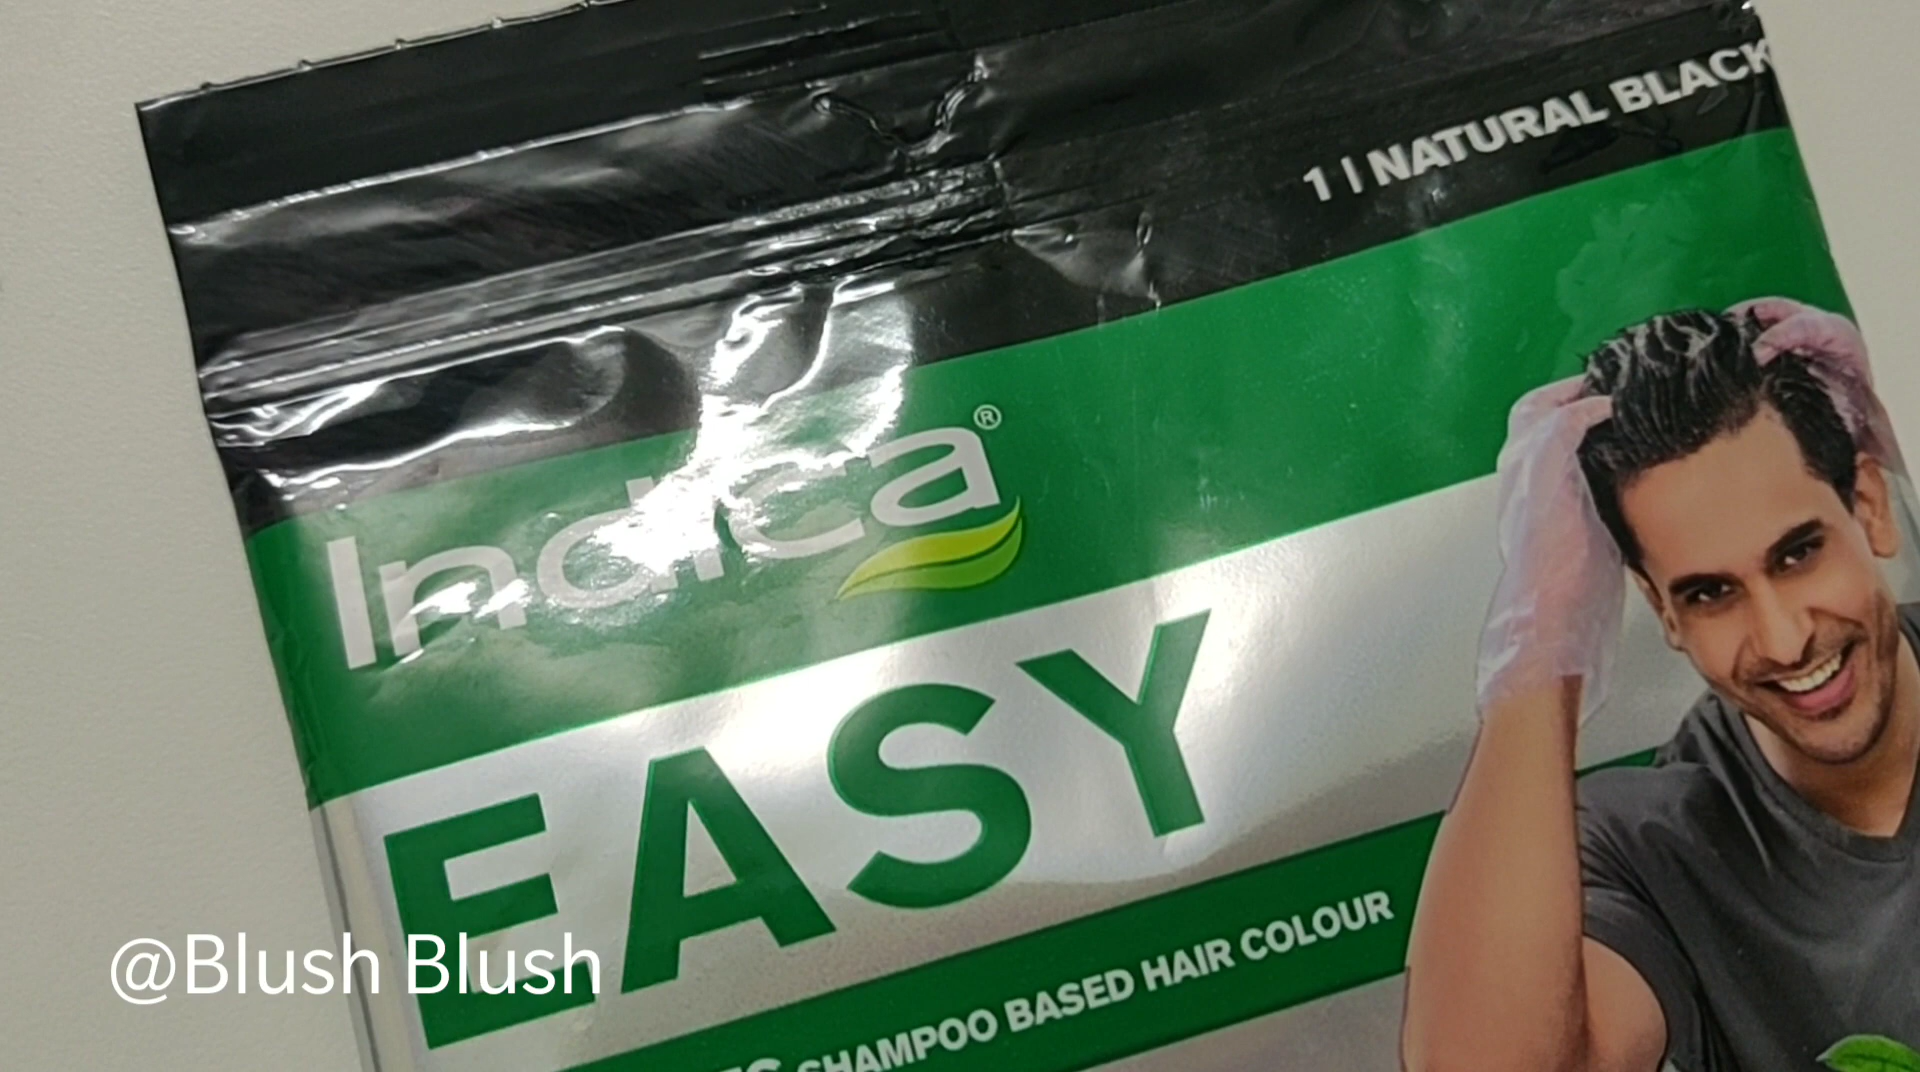 1 | NATURAL BLACK
Indica®
EASY
SHAMPOO BASED HAIR COLOUR
@Blush Blush